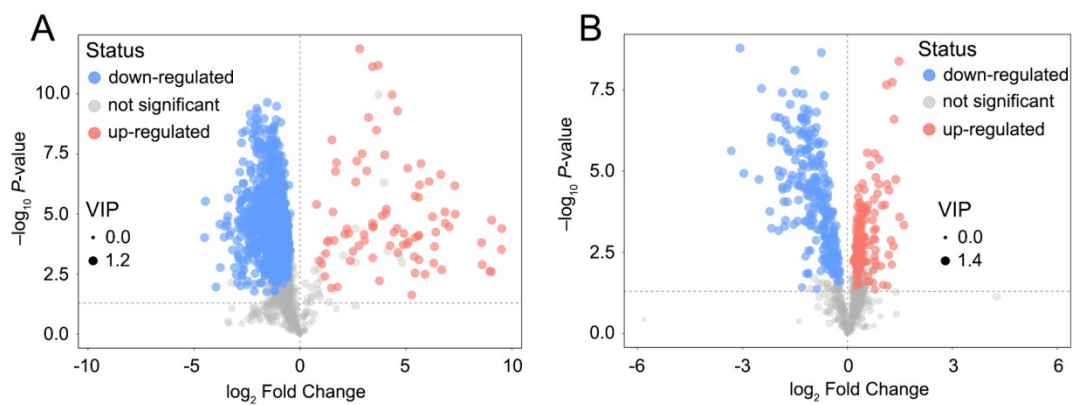 A
Status
down-regulated
not significant
up-regulated
VIP
0.0
1.2
–log10 P-value
10.0
7.5
5.0
2.5
0.0
-10
-5
0
5
10
log2 Fold Change
B
Status
down-regulated
not significant
up-regulated
VIP
0.0
1.4
–log10 P-value
7.5
5.0
2.5
0.0
-6
-3
0
3
6
log2 Fold Change